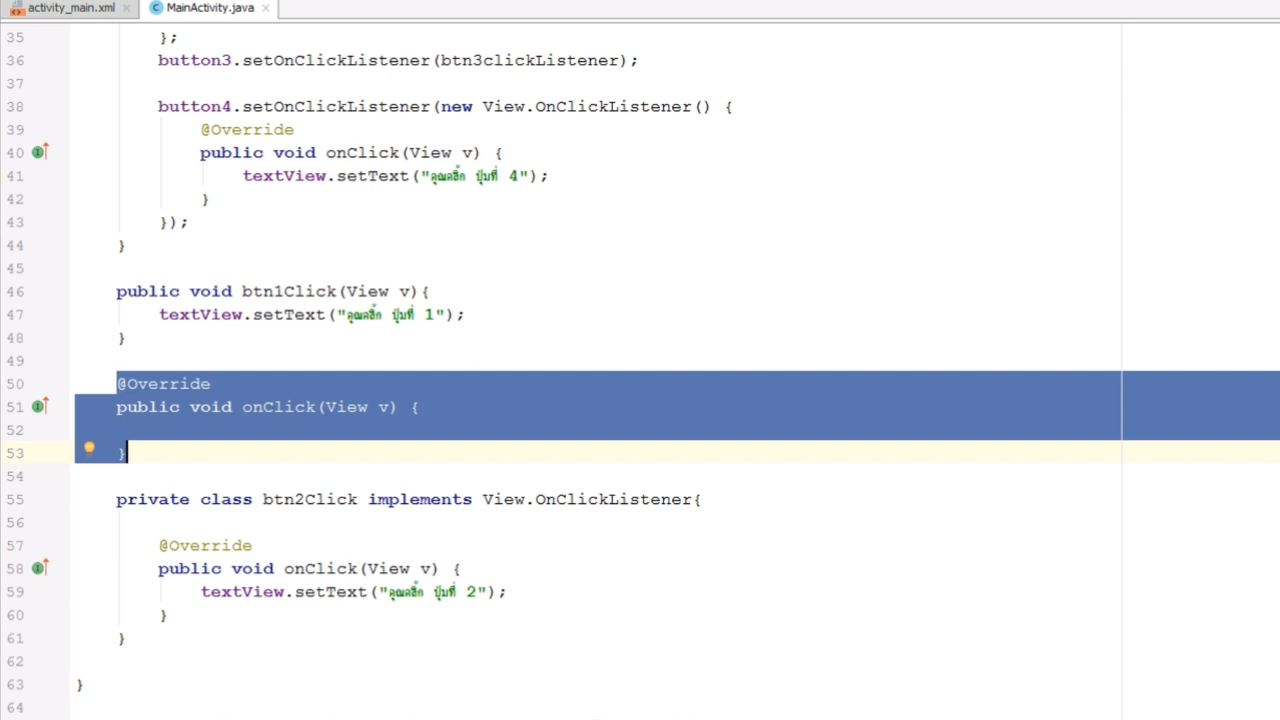 activity_main.xml MainActivity.java
35 };
36 button3.setOnClickListener(btn3clickListener);
37
38 button4.setOnClickListener(new View.OnClickListener() {
39 @Override
40 public void onClick(View v) {
41 textView.setText("คุณคลิ้ก ปุ่มที่ 4");
42 }
43 });
44 }
45
46 public void btn1Click(View v){
47 textView.setText("คุณคลิ้ก ปุ่มที่ 1");
48 }
49
50 @Override
51 public void onClick(View v) {
52
53 }
54
55 private class btn2Click implements View.OnClickListener{
56
57 @Override
58 public void onClick(View v) {
59 textView.setText("คุณคลิ้ก ปุ่มที่ 2");
60 }
61 }
62
63 }
64